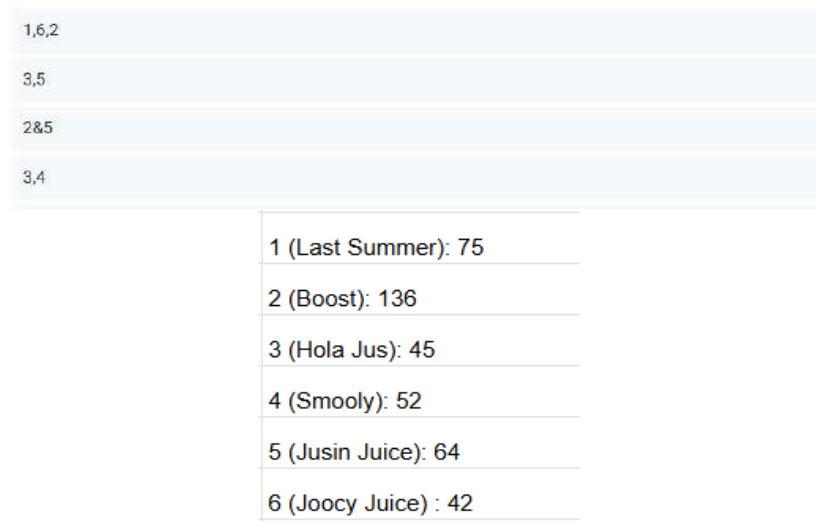 1,6,2
3,5
2&5
3,4
1 (Last Summer): 75
2 (Boost): 136
3 (Hola Jus): 45
4 (Smooly): 52
5 (Jusin Juice): 64
6 (Joocy Juice) : 42